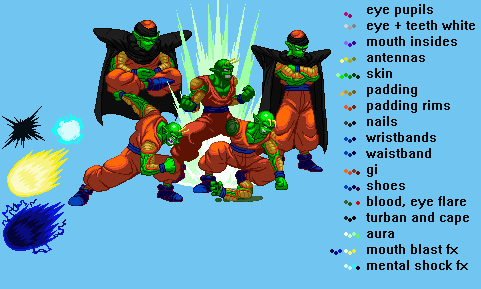 eye pupils
eye + teeth white
mouth insides
antennas
skin
padding
padding rims
nails
wristbands
waistband
gi
shoes
blood, eye flare
turban and cape
aura
mouth blast fx
mental shock fx